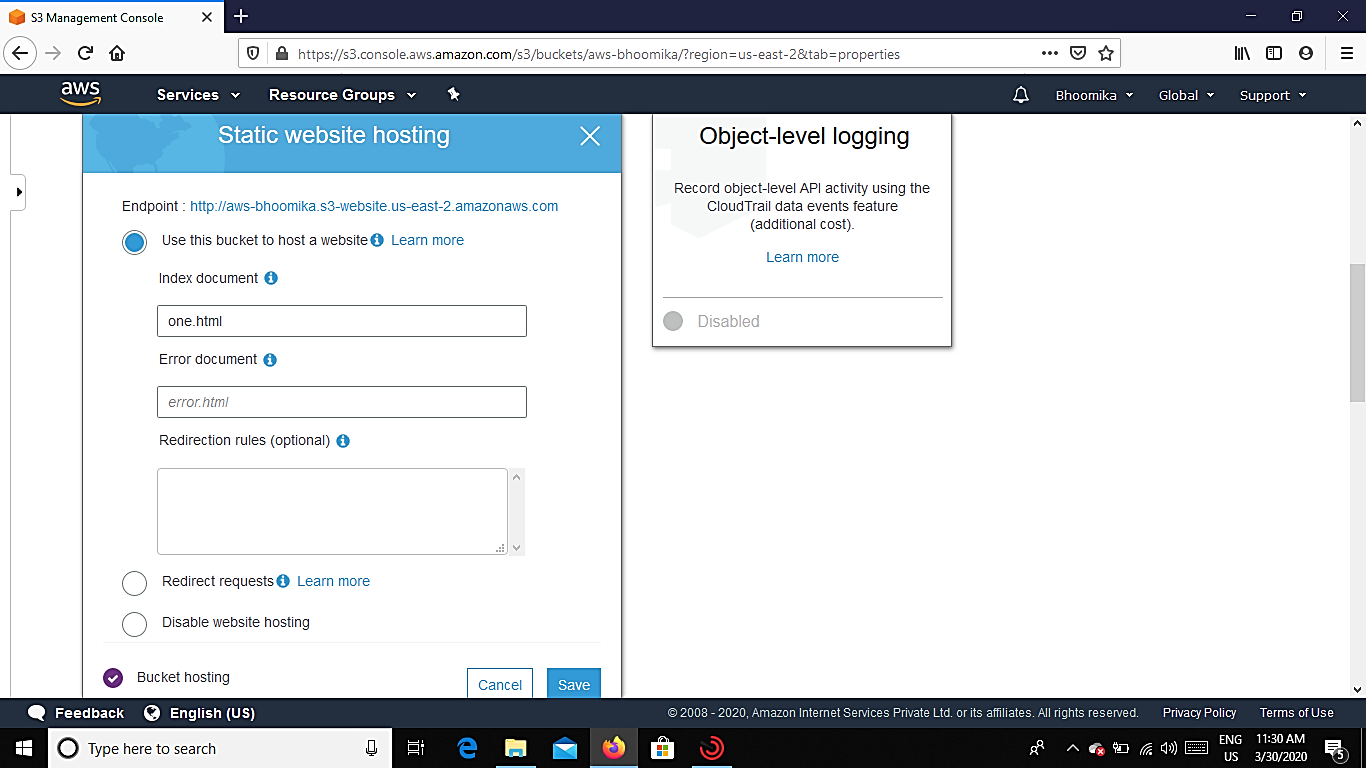 S3 Management Console
https://s3.console.aws.amazon.com/s3/buckets/aws-bhoomika/?region=us-east-2&tab=properties
aws
Services
Resource Groups
Bhoomika
Global
Support
Static website hosting
Endpoint : http://aws-bhoomika.s3-website.us-east-2.amazonaws.com
Use this bucket to host a website Learn more
Index document
one.html
Error document
error.html
Redirection rules (optional)
Redirect requests Learn more
Disable website hosting
Bucket hosting
Cancel
Save
Object-level logging
Record object-level API activity using the
CloudTrail data events feature
(additional cost).
Learn more
Disabled
Feedback
English (US)
© 2008 - 2020, Amazon Internet Services Private Ltd. or its affiliates. All rights reserved.
Privacy Policy
Terms of Use
Type here to search
ENG
US
11:30 AM
3/30/2020
5